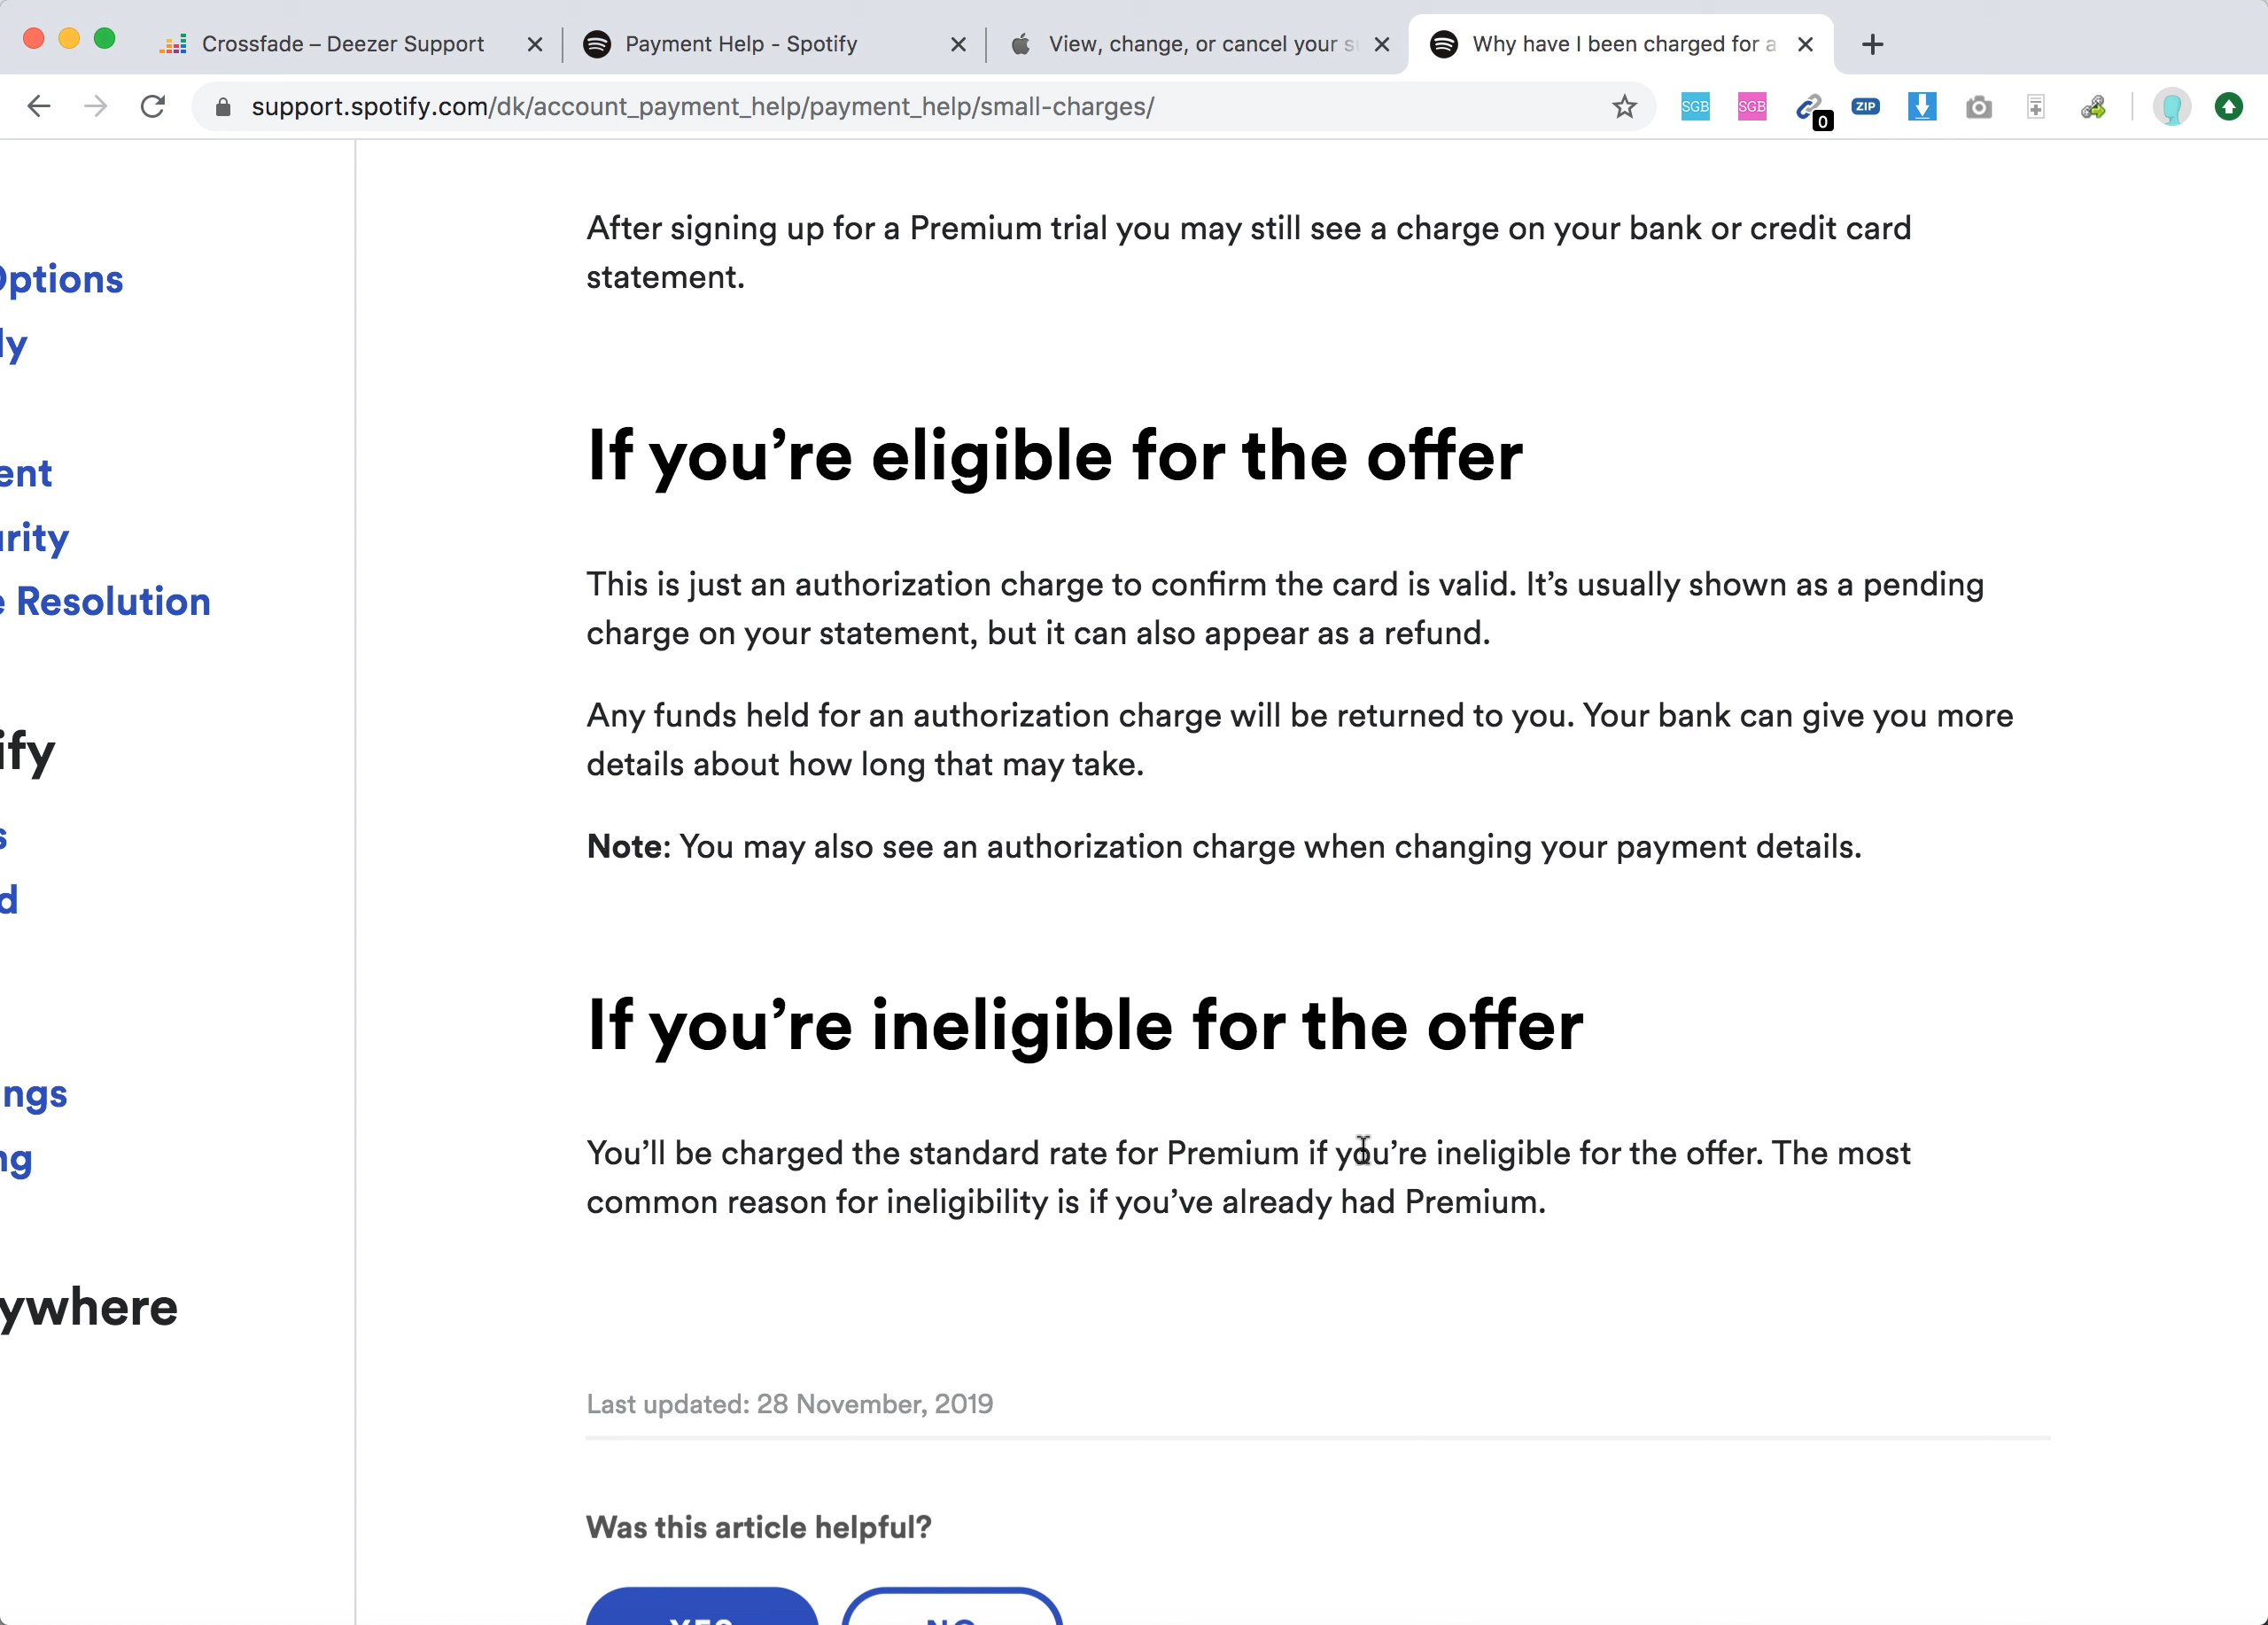 Crossfade – Deezer Support
Payment Help - Spotify
View, change, or cancel your s
Why have I been charged for a
support.spotify.com/dk/account_payment_help/payment_help/small-charges/
SGB
SGB
0
ZIP
Options
ly
ent
urity
e Resolution
ify
s
d
ngs
ng
ywhere
After signing up for a Premium trial you may still see a charge on your bank or credit card
statement.
If you’re eligible for the offer
This is just an authorization charge to confirm the card is valid. It’s usually shown as a pending
charge on your statement, but it can also appear as a refund.
Any funds held for an authorization charge will be returned to you. Your bank can give you more
details about how long that may take.
Note: You may also see an authorization charge when changing your payment details.
If you’re ineligible for the offer
You’ll be charged the standard rate for Premium if you’re ineligible for the offer. The most
common reason for ineligibility is if you’ve already had Premium.
Last updated: 28 November, 2019
Was this article helpful?
YES
NO